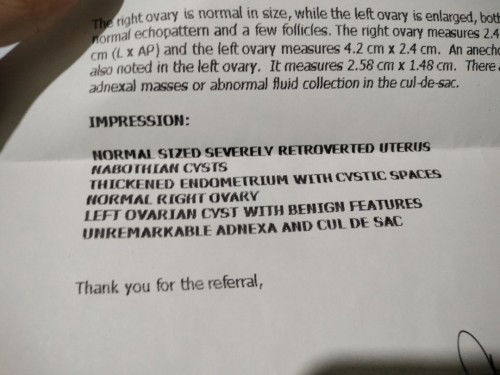 The right ovary is normal in size, while the left ovary is enlarged, both
normal echopattern and a few follicles. The right ovary measures 2.4
cm (L x AP) and the left ovary measures 4.2 cm x 2.4 cm. An anecho
also noted in the left ovary. It measures 2.58 cm x 1.48 cm. There
adnexal masses or abnormal fluid collection in the cul-de-sac.
IMPRESSION:
NORMAL SIZED SEVERELY RETROVERTED UTERUS
NABOTHIAN CYSTS
THICKENED ENDOMETRIUM WITH CYSTIC SPACES
NORMAL RIGHT OVARY
LEFT OVARIAN CYST WITH BENIGN FEATURES
UNREMARKABLE ADNEXA AND CUL DE SAC
Thank you for the referral,